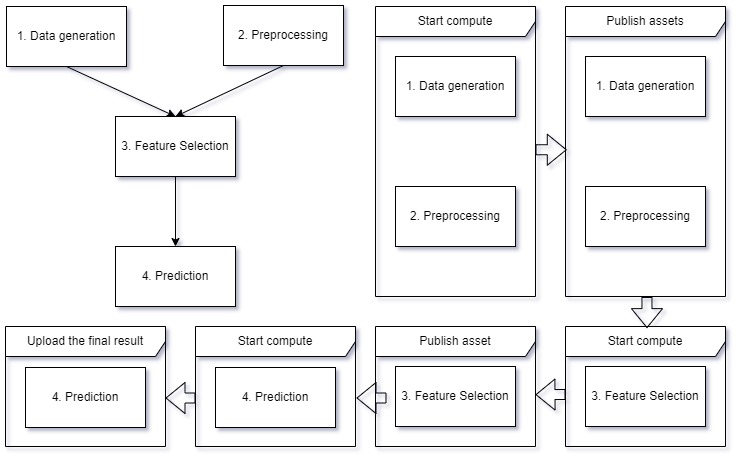 1. Data generation
2. Preprocessing
3. Feature Selection
4. Prediction
Start compute
1. Data generation
2. Preprocessing
Publish assets
1. Data generation
2. Preprocessing
Start compute
3. Feature Selection
Publish asset
3. Feature Selection
Start compute
4. Prediction
Upload the final result
4. Prediction